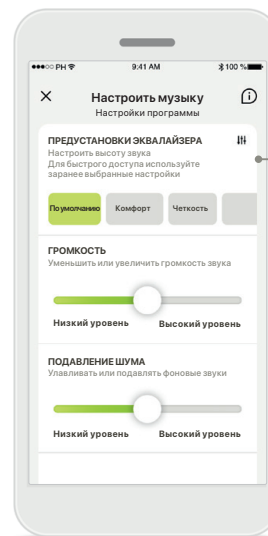 PH 9:41 AM 100 %
Настроить музыку
Настройки программы
ПРЕДУСТАНОВКИ ЭКВАЛАЙЗЕРА
Настроить высоту звука
Для быстрого доступа используйте
заранее выбранные настройки
По умолчанию Комфорт Четкость
ГРОМКОСТЬ
Уменьшить или увеличить громкость звука
Низкий уровень Высокий уровень
ПОДАВЛЕНИЕ ШУМА
Улавливать или подавлять фоновые звуки
Низкий уровень Высокий уровень